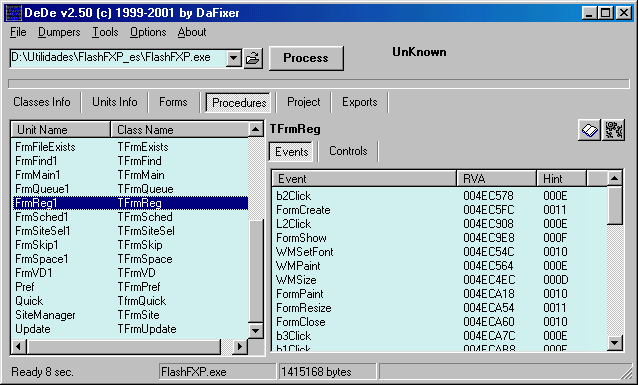 DeDe v2.50 (c) 1999-2001 by DaFixer
File Dumpers Tools Options About
D:\Utilidades\FlashFXP_es\FlashFXP.exe Process UnKnown
Classes Info Units Info Forms Procedures Project Exports
Unit Name Class Name
FrmFileExists TFrmExists
FrmFind1 TFrmFind
FrmMain1 TFrmMain
FrmQueue1 TFrmQueue
FrmReg1 TFrmReg
FrmSched1 TFrmSched
FrmSiteSel1 TFrmSiteSel
FrmSkip1 TFrmSkip
FrmSpace1 TFrmSpace
FrmVD1 TFrmVD
Pref TFrmPref
Quick TfrmQuick
SiteManager TFrmSite
Update TFrmUpdate
TFrmReg
Events Controls
Event RVA Hint
b2Click 004EC578 000E
FormCreate 004EC5FC 0011
L2Click 004EC908 000E
FormShow 004EC9E8 000F
WMSetFont 004EC54C 0010
WMPaint 004EC564 000E
WMSize 004EC4EC 000D
FormPaint 004ECA18 0010
FormResize 004ECA54 0011
FormClose 004ECA60 0010
b3Click 004ECA7C 000E
b1Click 004ECAB8 000E
Ready 8 sec. FlashFXP.exe 1415168 bytes